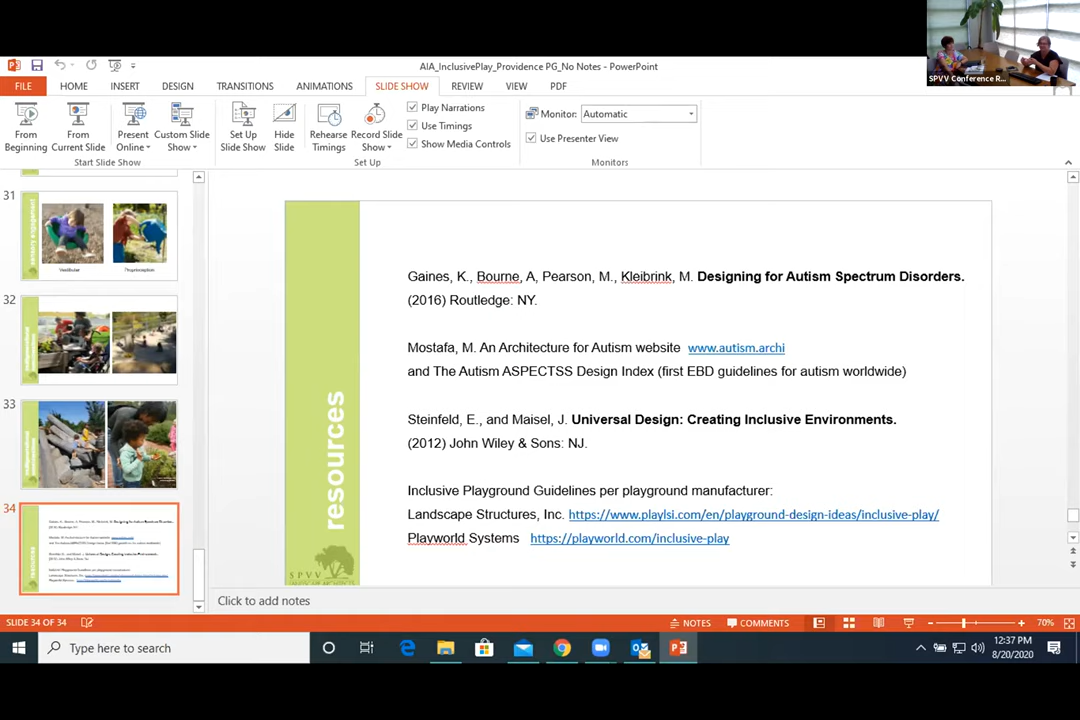 AIA_InclusivePlay_Providence PG_No Notes - PowerPoint
SPVV Conference R...
FILE HOME INSERT DESIGN TRANSITIONS ANIMATIONS SLIDE SHOW REVIEW VIEW PDF
From Beginning
From Current Slide
Present Online
Custom Slide Show
Set Up Slide Show
Hide Slide
Rehearse Timings
Record Slide Show
Play Narrations
Use Timings
Show Media Controls
Monitor: Automatic
Use Presenter View
Start Slide Show
Set Up
Monitors
31
sensory engagement
Vestibular
Proprioception
32
33
34
resources
Gaines, K., Bourne, A, Pearson, M., Kleibrink, M. Designing for Autism Spectrum Disorders.
(2016) Routledge: NY.
Mostafa, M. An Architecture for Autism website www.autism.archi
and The Autism ASPECTSS Design Index (first EBD guidelines for autism worldwide)
Steinfeld, E., and Maisel, J. Universal Design: Creating Inclusive Environments.
(2012) John Wiley & Sons: NJ.
Inclusive Playground Guidelines per playground manufacturer:
Landscape Structures, Inc. https://www.playlsi.com/en/playground-design-ideas/inclusive-play/
Playworld Systems https://playworld.com/inclusive-play
SPVV
LANDSCAPE ARCHITECTS
Click to add notes
SLIDE 34 OF 34
NOTES
COMMENTS
70%
Type here to search
12:37 PM
8/20/2020